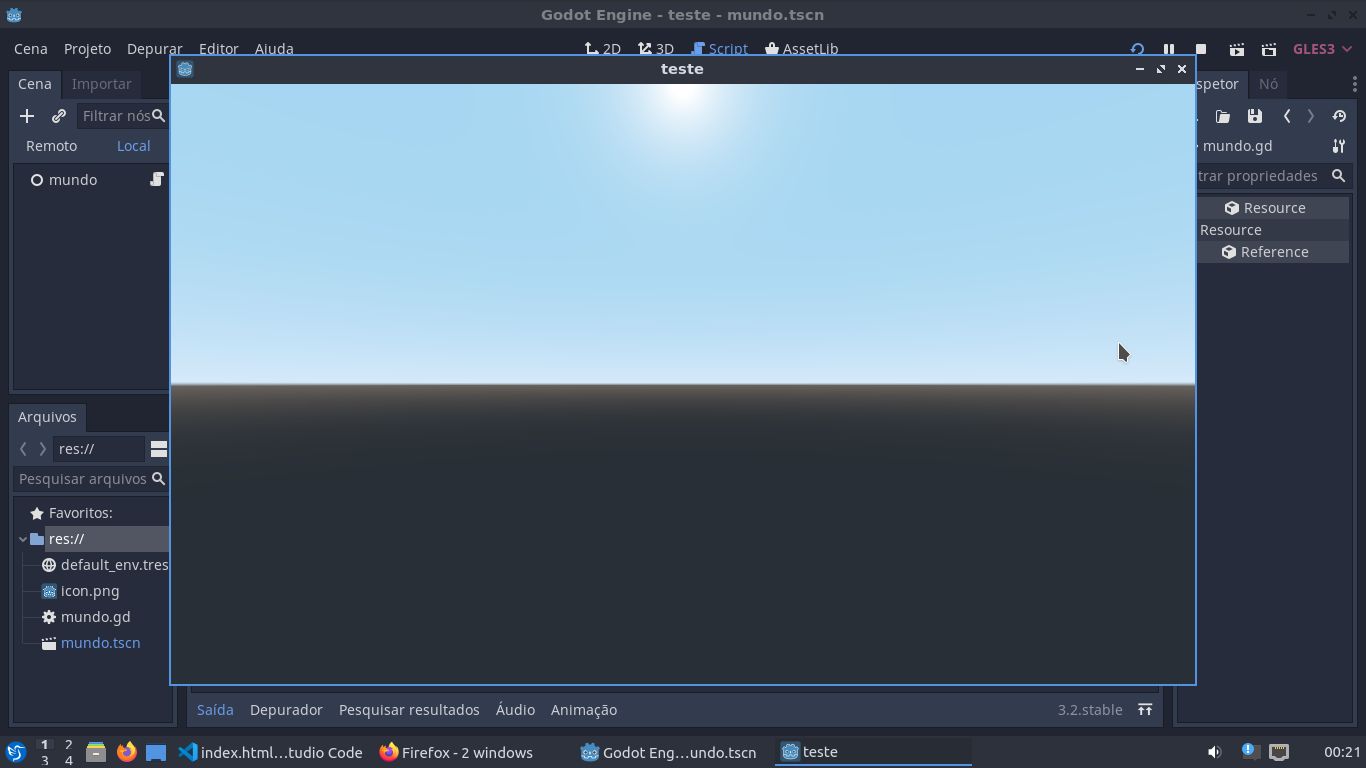 Godot Engine - teste - mundo.tscn
Cena Projeto Depurar Editor Ajuda 2D 3D Script AssetLib GLES3
teste
Cena Importar
spetor Nó
Filtrar nós
Remoto Local
mundo.gd
trar propriedades
mundo
Resource
Resource
Reference
Arquivos
res://
Pesquisar arquivos
Favoritos:
res://
default_env.tres
icon.png
mundo.gd
mundo.tscn
Saída Depurador Pesquisar resultados Áudio Animação 3.2.stable
1 2
3 4
index.html...tudio Code Firefox - 2 windows Godot Eng...undo.tscn teste 00:21